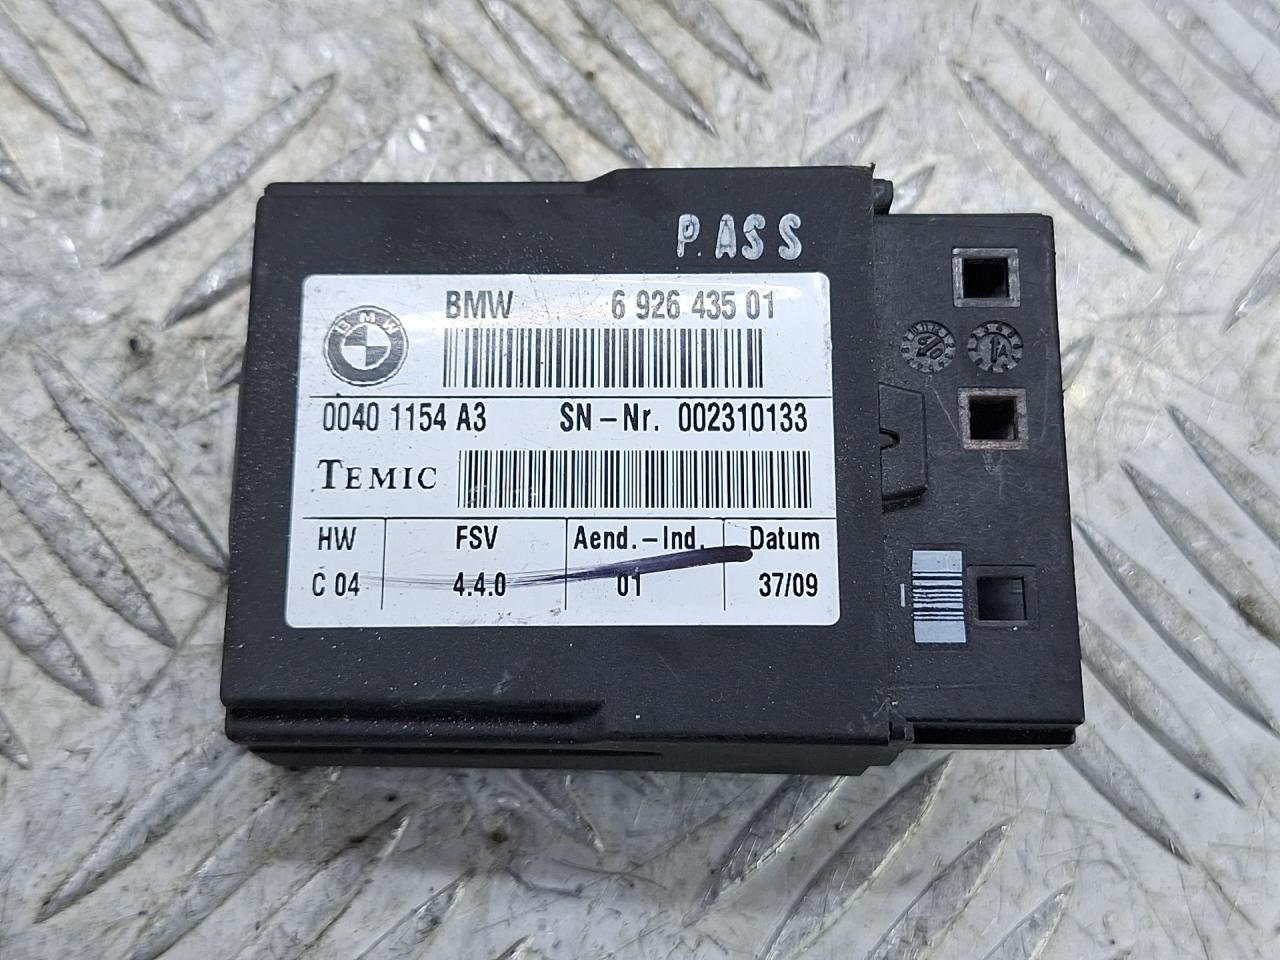 P.ASS
BMW 6 926 435 01
BMW
0040 1154 A3 SN-Nr. 002310133
TEMIC
HW FSV Aend.-Ind. Datum
C 04 4.4.0 01 37/09